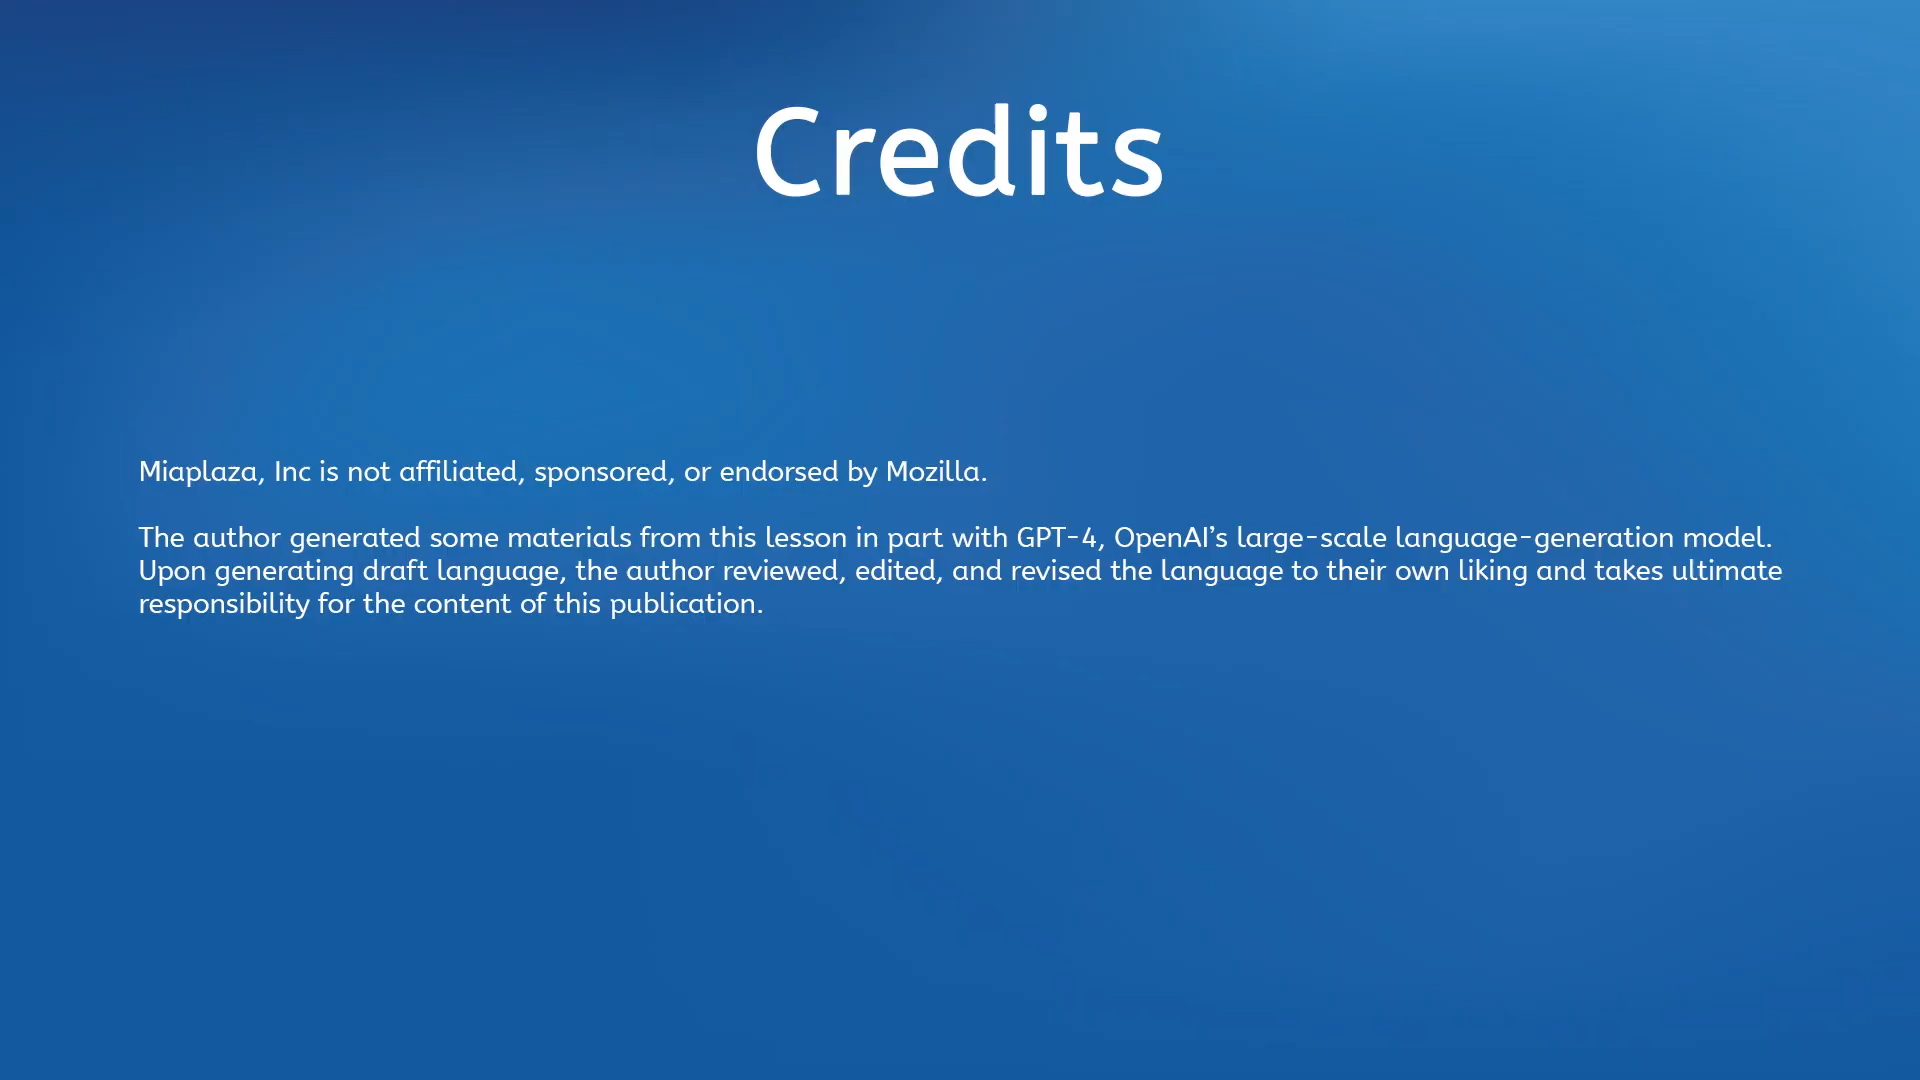 Credits
Miaplaza, Inc is not affiliated, sponsored, or endorsed by Mozilla.
The author generated some materials from this lesson in part with GPT-4, OpenAI’s large-scale language-generation model.
Upon generating draft language, the author reviewed, edited, and revised the language to their own liking and takes ultimate
responsibility for the content of this publication.